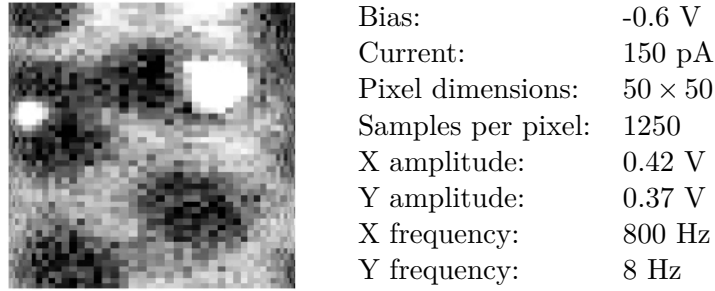 Bias: -0.6 V
Current: 150 pA
Pixel dimensions: 50 × 50
Samples per pixel: 1250
X amplitude: 0.42 V
Y amplitude: 0.37 V
X frequency: 800 Hz
Y frequency: 8 Hz